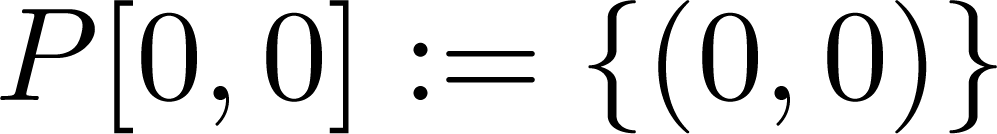 P[0, 0] := {(0, 0)}